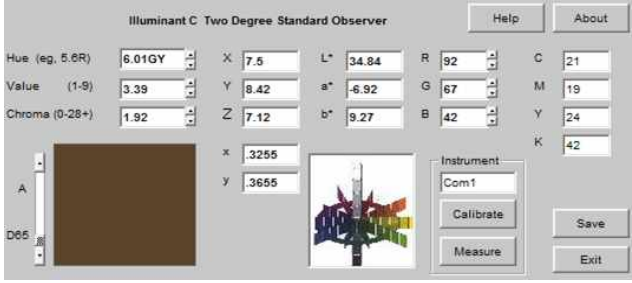 Illuminant C Two Degree Standard Observer
Help
About
Hue (eg, 5.6R) 6.01GY X 7.5 L* 34.84 R 92 C 21
Value (1-9) 3.39 Y 8.42 a* -6.92 G 67 M 19
Chroma (0-28+) 1.92 Z 7.12 b* 9.27 B 42 Y 24
K 42
x .3255
y .3655
Instrument
Com1
A
Calibrate
Save
D65
Measure
Exit